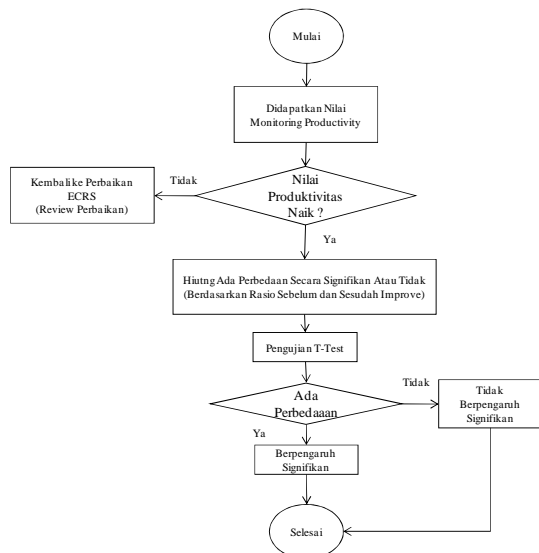 Mulai
Didapatkan Nilai
Monitoring Productivity
Nilai
Produktivitas
Naik ?
Tidak
Kembali ke Perbaikan
ECRS
(Review Perbaikan)
Ya
Hiutng Ada Perbedaan Secara Signifikan Atau Tidak
(Berdasarkan Rasio Sebelum dan Sesudah Improve)
Pengujian T-Test
Ada
Perbedaaan
Tidak
Tidak
Berpengaruh
Signifikan
Ya
Berpengaruh
Signifikan
Selesai